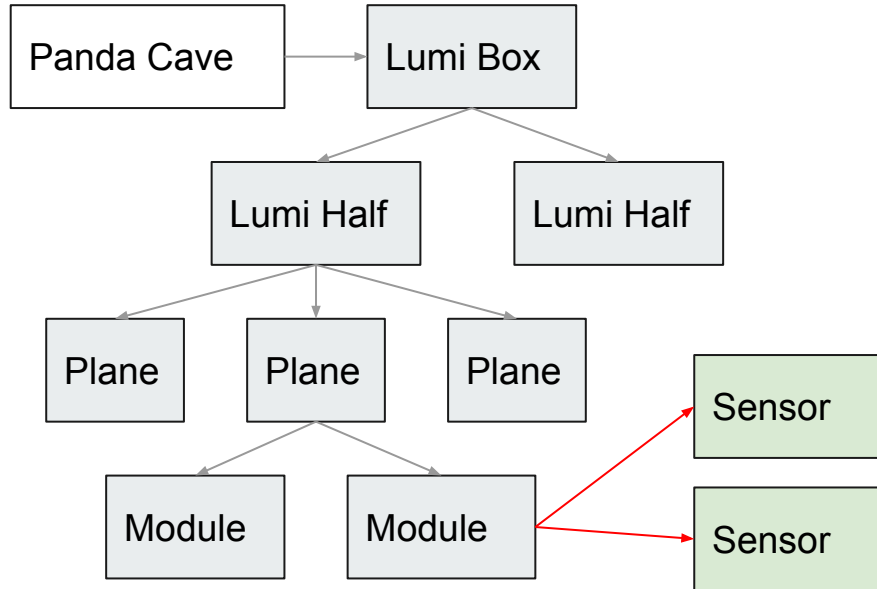 Panda Cave
Lumi Box
Lumi Half
Lumi Half
Plane
Plane
Plane
Sensor
Module
Module
Sensor